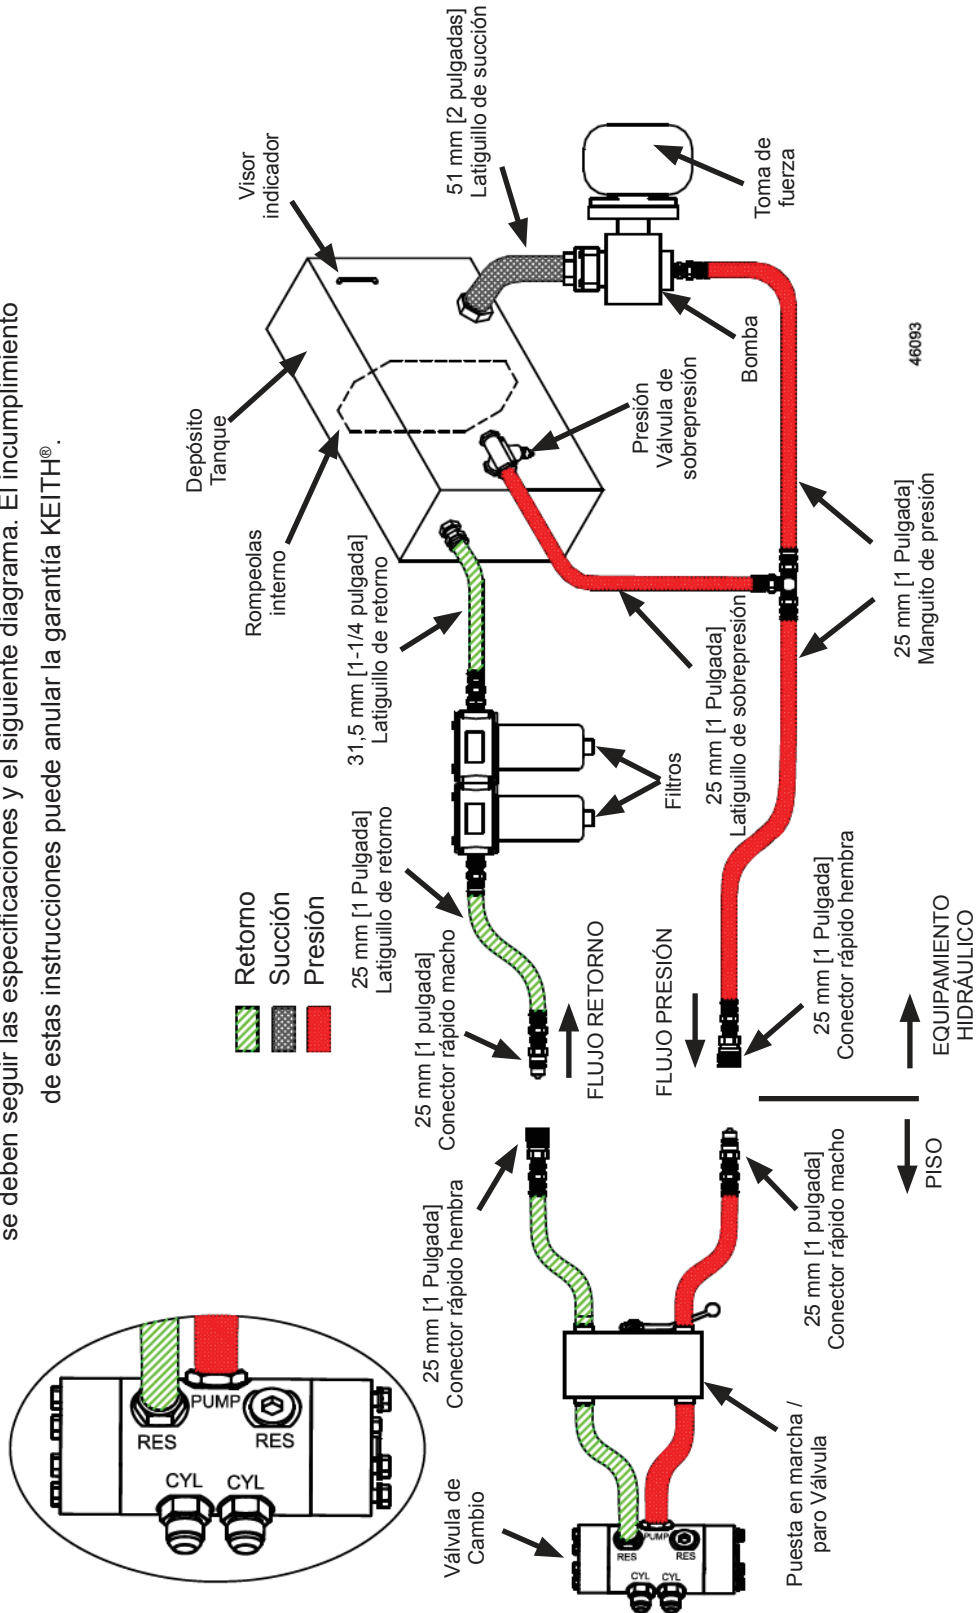 se deben seguir las especificaciones y el siguiente diagrama. El incumplimiento
de estas instrucciones puede anular la garantía KEITH®.
Retorno
Succión
Presión
Depósito
Tanque
Visor
indicador
Rompeolas
interno
51 mm [2 pulgadas]
Latiguillo de succión
31,5 mm [1-1/4 pulgada]
Latiguillo de retorno
25 mm [1 Pulgada]
Latiguillo de retorno
25 mm [1 pulgada]
Conector rápido macho
25 mm [1 Pulgada]
Conector rápido hembra
Válvula de
Cambio
RES
PUMP
RES
CYL
CYL
RES
PUMP
RES
CYL
CYL
FLUJO RETORNO
FLUJO PRESIÓN
Filtros
25 mm [1 Pulgada]
Latiguillo de sobrepresión
Presión
Válvula de
sobrepresión
Bomba
Toma de
fuerza
25 mm [1 Pulgada]
Manguito de presión
25 mm [1 Pulgada]
Conector rápido hembra
25 mm [1 pulgada]
Conector rápido macho
Puesta en marcha /
paro Válvula
PISO
EQUIPAMIENTO
HIDRÁULICO
46093